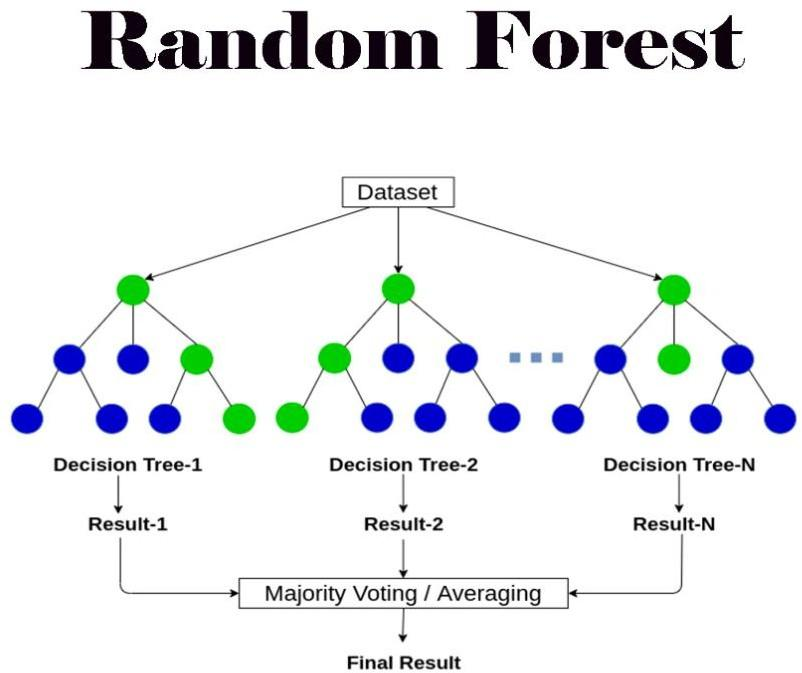 Random Forest
Dataset
Decision Tree-1 Decision Tree-2 Decision Tree-N
Result-1 Result-2 Result-N
Majority Voting / Averaging
Final Result